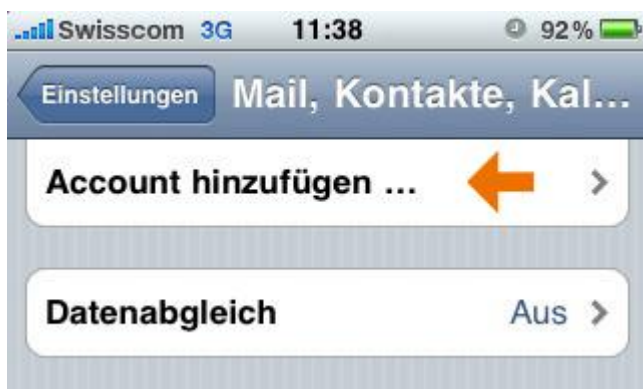 Swisscom 3G 11:38 92 %
Einstellungen Mail, Kontakte, Kal...
Account hinzufügen ...
Datenabgleich Aus